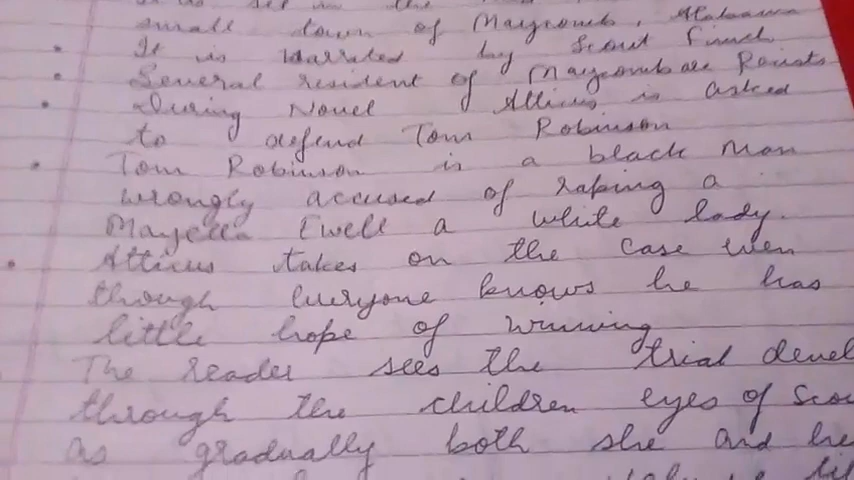 small town of Maycomb, Alabama
• It is Narrated by Scout Finch
• Several resident of Maycomb are Racists
• During Novel Atticus is asked
to defend Tom Robinson
• Tom Robinson is a black man
wrongly accused of raping a
Mayella Ewell a white lady.
• Atticus takes on the case even
though Everyone knows he has
little hope of winning
The reader sees the trial devel
through the children eyes of Scou
as gradually both she and he